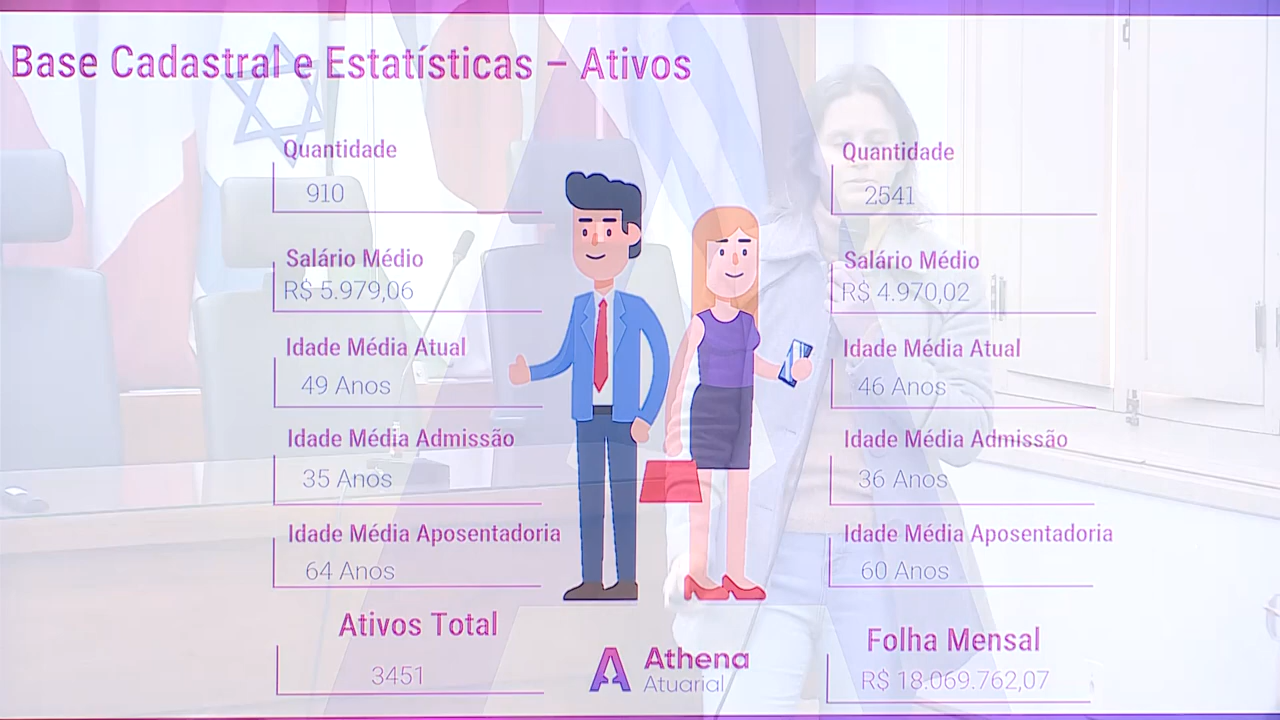 Base Cadastral e Estatísticas – Ativos
Quantidade
910
Salário Médio
R$ 5.979,06
Idade Média Atual
49 Anos
Idade Média Admissão
35 Anos
Idade Média Aposentadoria
64 Anos
Ativos Total
3451
Quantidade
2541
Salário Médio
R$ 4.970,02
Idade Média Atual
46 Anos
Idade Média Admissão
36 Anos
Idade Média Aposentadoria
60 Anos
Folha Mensal
R$ 18.069.762,07
Athena
Atuarial